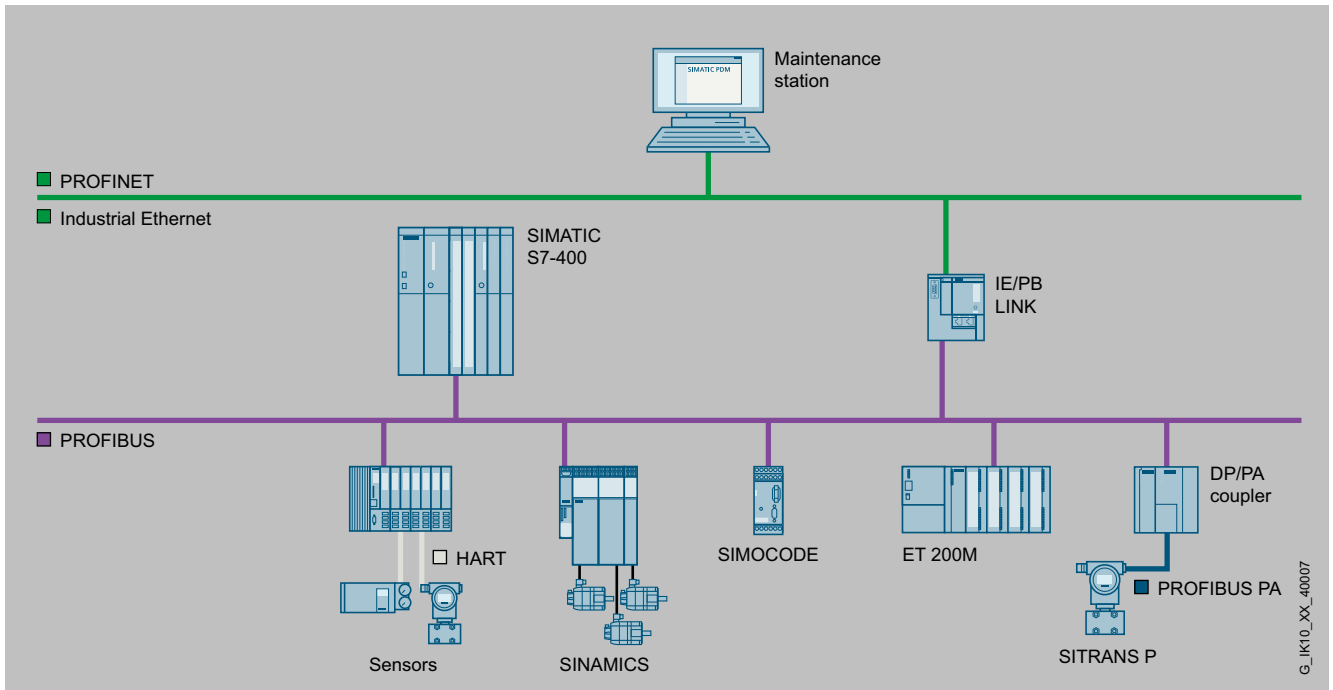 SIMATIC PDM
Maintenance
station
PROFINET
Industrial Ethernet
SIMATIC
S7-400
IE/PB
LINK
PROFIBUS
DP/PA
coupler
HART
SIMOCODE
ET 200M
PROFIBUS PA
Sensors
SINAMICS
SITRANS P
G_IK10_XX_40007